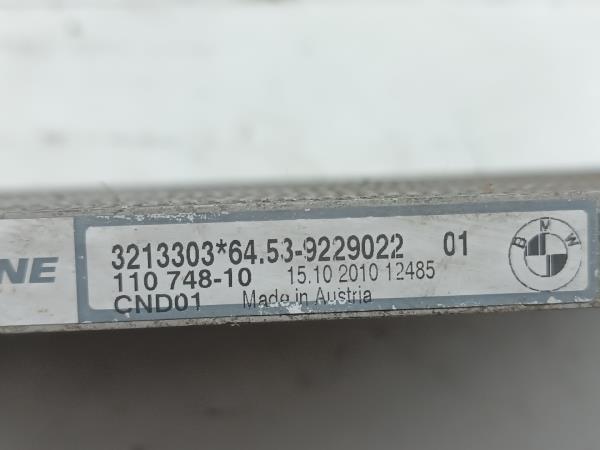 NE
3213303*64.53-9229022 01
110 748-10 15.10 2010 12485
CND01 Made in Austria
BMW